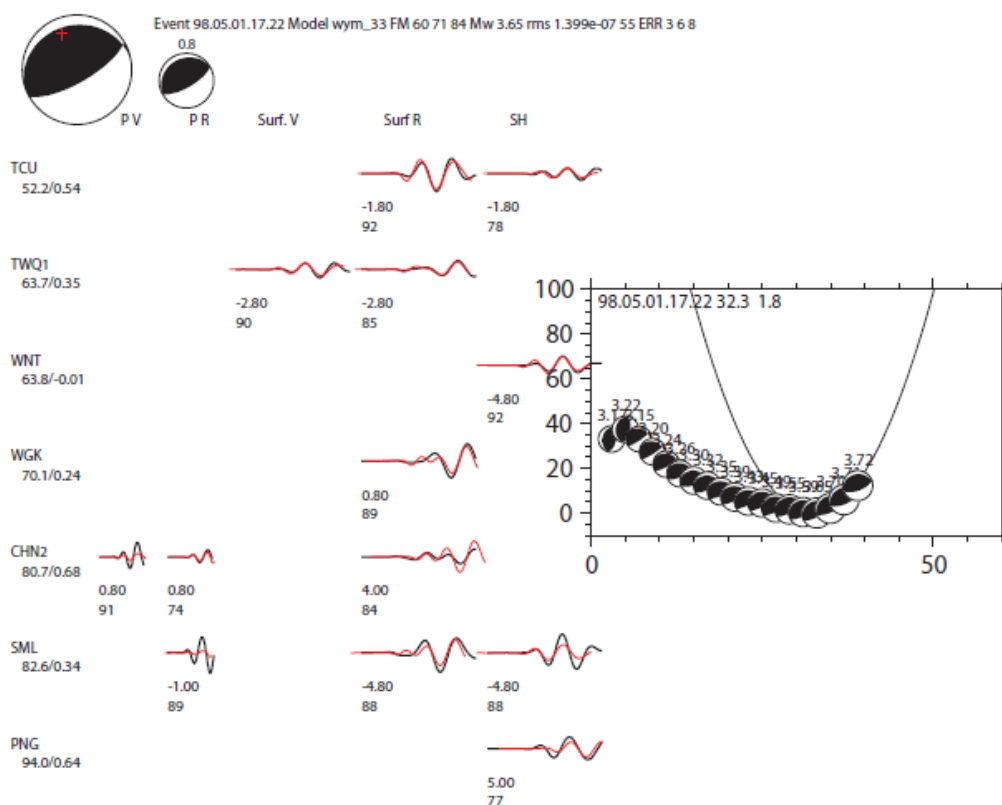 Event 98.05.01.17.22 Model wym_33 FM 60 71 84 Mw 3.65 rms 1.399e-07 55 ERR 3 6 8
0.8
P V P R Surf. V Surf R SH
TCU
52.2/0.54
-1.80 -1.80
92 78
TWQ1
63.7/0.35
-2.80 -2.80
90 85
WNT
63.8/-0.01
-4.80
92
WGK
70.1/0.24
0.80
89
CHN2
80.7/0.68
0.80 0.80 4.00
91 74 84
SML
82.6/0.34
-1.00 -4.80 -4.80
89 88 88
PNG
94.0/0.64
5.00
77
98.05.01.17.22 32.3 1.8
100
80
60
40
20
0
0 50
3.22
3.20
3.72